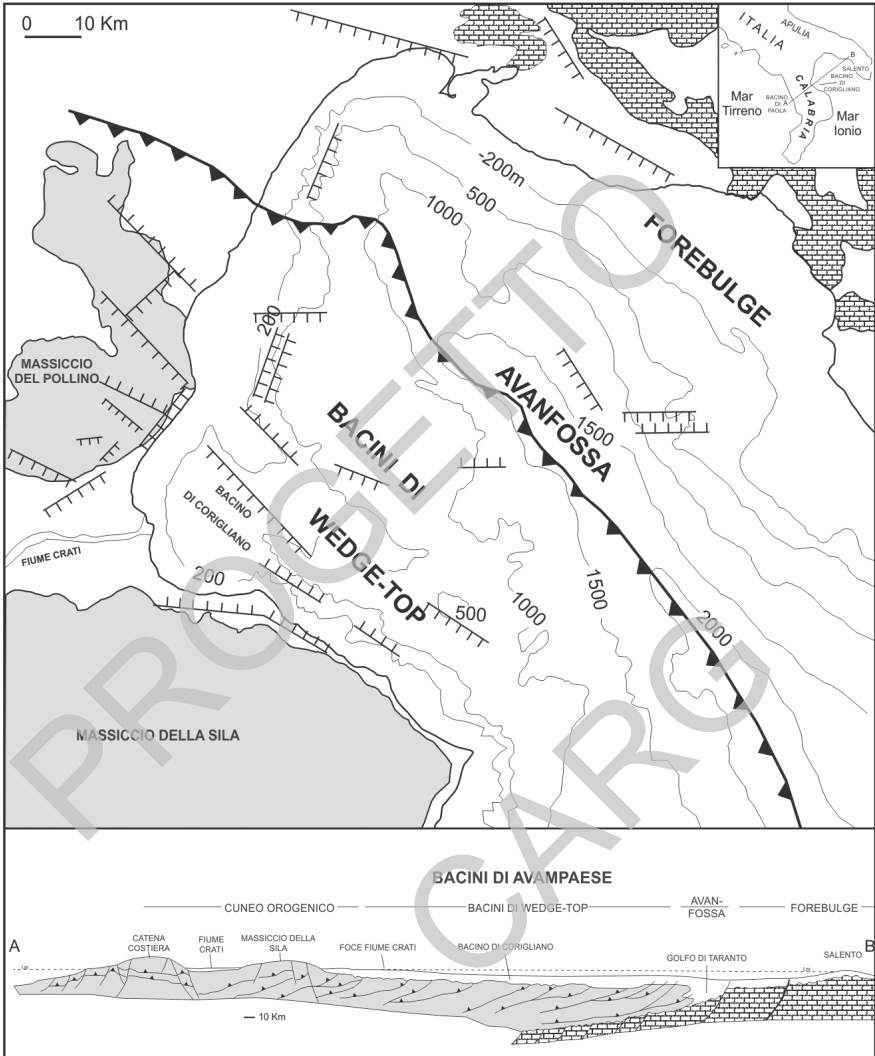 0 10 Km
ITALIA
APULIA
B
SALENTO
BACINO
DI
CORIGLIANO
A
BACINO
DI
PAOLA
CALABRIA
Mar
Tirreno
Mar
Ionio
-200m
500
1000
FOREBULGE
200
MASSICCIO
DEL POLLINO
AVANFOSSA
1500
BACINI DI
WEDGE-TOP
BACINO
DI CORIGLIANO
FIUME CRATI
200
500
1000
1500
2000
MASSICCIO DELLA SILA
PROGETTO
CARG
BACINI DI AVAMPAESE
CUNEO OROGENICO
BACINI DI WEDGE-TOP
AVAN-
FOSSA
FOREBULGE
A
CATENA
COSTIERA
FIUME
CRATI
MASSICCIO DELLA
SILA
FOCE FIUME CRATI
BACINO DI CORIGLIANO
GOLFO DI TARANTO
SALENTO
B
10 Km